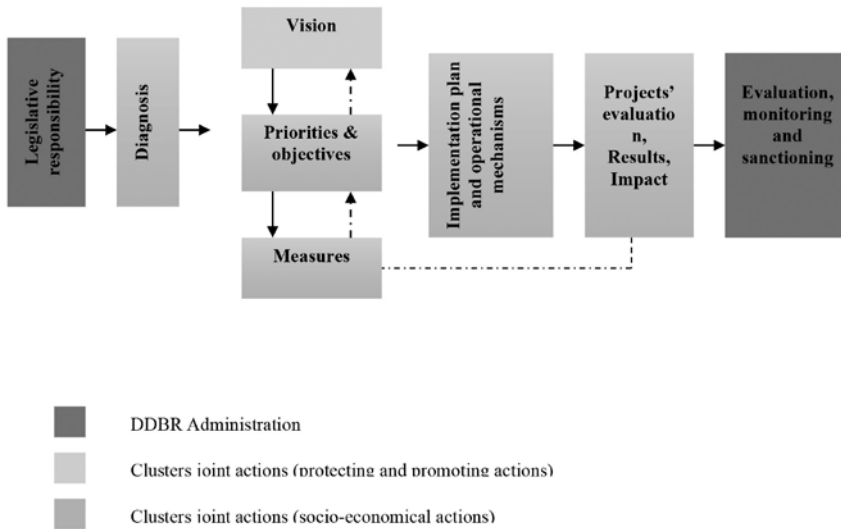 Legislative
responsibility
Diagnosis
Vision
Priorities &
objectives
Measures
Implementation plan
and operational
mechanisms
Projects'
evaluatio
n,
Results,
Impact
Evaluation,
monitoring
and
sanctioning
DDBR Administration
Clusters joint actions (protecting and promoting actions)
Clusters joint actions (socio-economical actions)